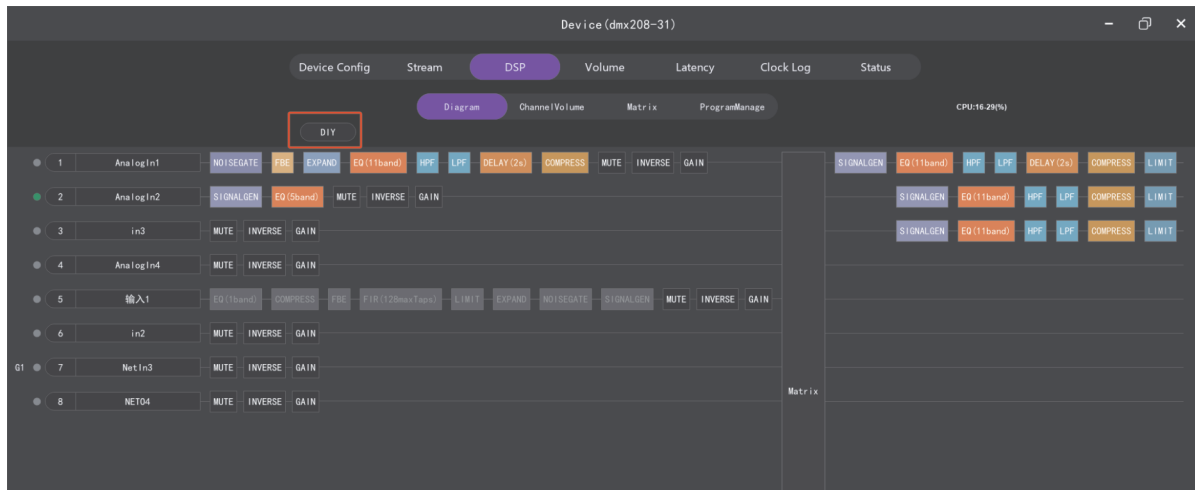 Device(dmx208-31)
Device Config Stream DSP Volume Latency Clock Log Status
Diagram ChannelVolume Matrix ProgramManage CPU:16-29(%)
DIY
1 AnalogIn1 NOISEGATE FBE EXPAND EQ(11band) HPF LPF DELAY(2s) COMPRESS MUTE INVERSE GAIN SIGNALGEN EQ(11band) HPF LPF DELAY(2s) COMPRESS LIMIT
2 AnalogIn2 SIGNALGEN EQ(5band) MUTE INVERSE GAIN SIGNALGEN EQ(11band) HPF LPF COMPRESS LIMIT
3 in3 MUTE INVERSE GAIN SIGNALGEN EQ(11band) HPF LPF COMPRESS LIMIT
4 AnalogIn4 MUTE INVERSE GAIN
5 输入1 EQ(1band) COMPRESS FBE FIR(128maxTaps) LIMIT EXPAND NOISEGATE SIGNALGEN MUTE INVERSE GAIN
6 in2 MUTE INVERSE GAIN
G1 7 NetIn3 MUTE INVERSE GAIN
Matrix
8 NETO4 MUTE INVERSE GAIN